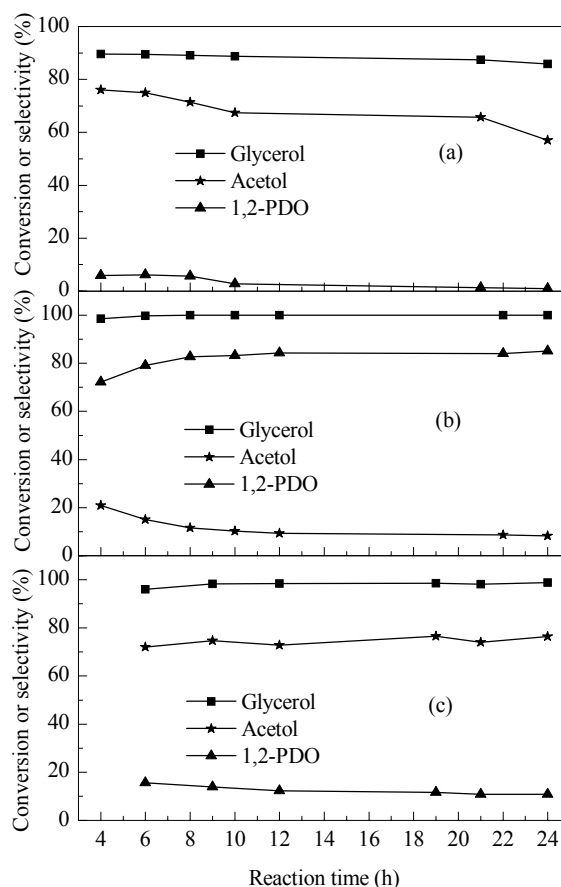 Conversion or selectivity (%)
100
80
60
40
20
0
Glycerol
Acetol
1,2-PDO
(a)
Conversion or selectivity (%)
100
80
60
40
20
0
Glycerol
Acetol
1,2-PDO
(b)
Conversion or selectivity (%)
100
80
60
40
20
0
Glycerol
Acetol
1,2-PDO
(c)
4 6 8 10 12 14 16 18 20 22 24
Reaction time (h)